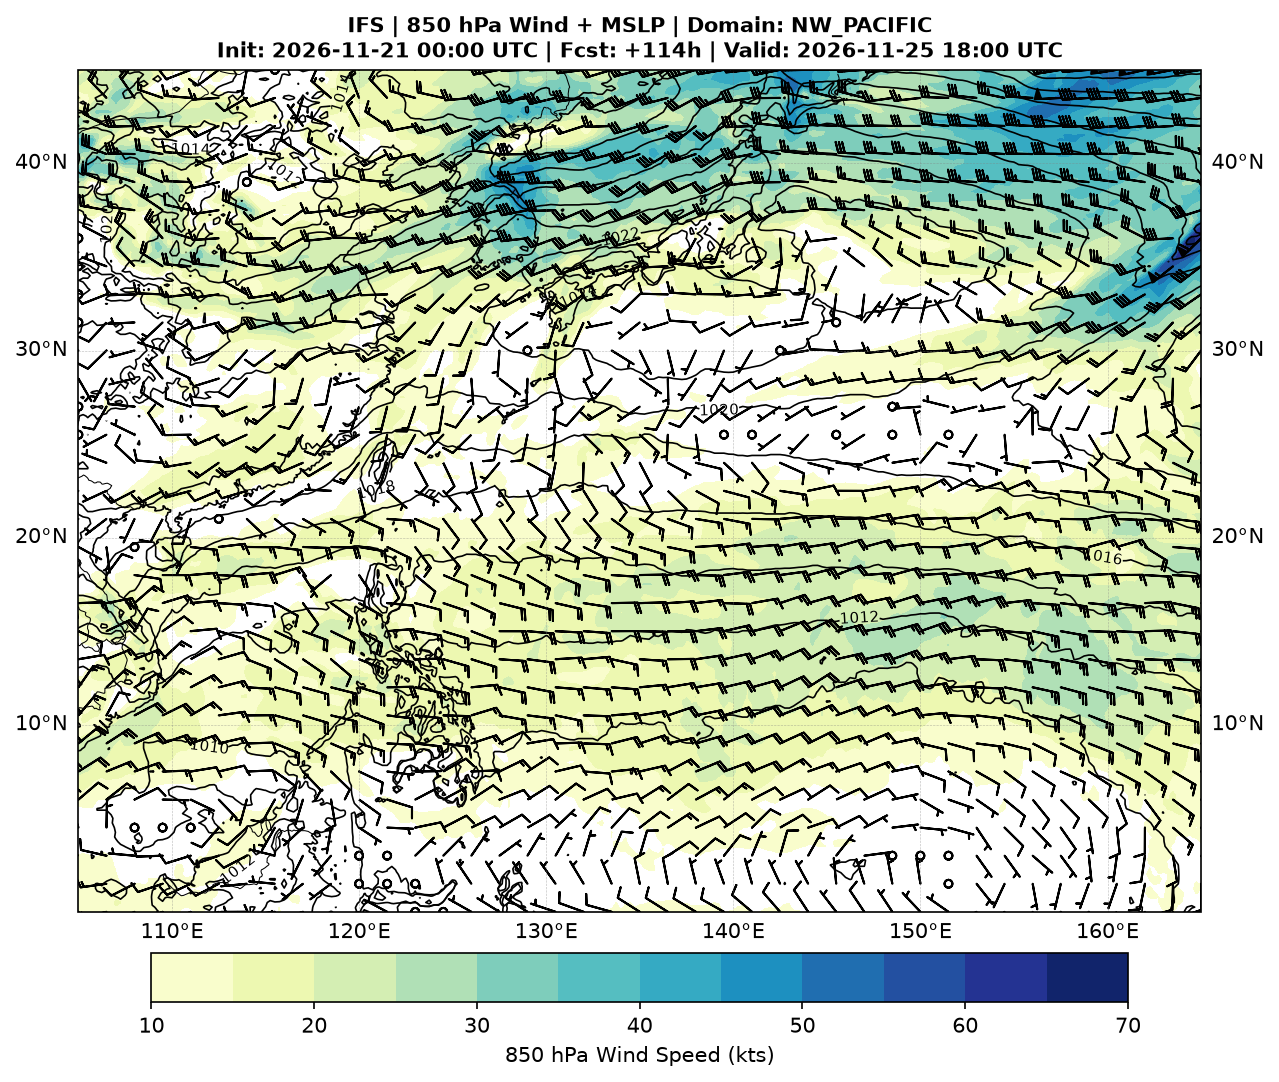 IFS | 850 hPa Wind + MSLP | Domain: NW_PACIFIC
Init: 2026-11-21 00:00 UTC | Fcst: +114h | Valid: 2026-11-25 18:00 UTC
1014
1022
1018
1020
1016
1012
1010
1012
40°N
40°N
30°N
30°N
20°N
20°N
10°N
10°N
110°E
120°E
130°E
140°E
150°E
160°E
10
20
30
40
50
60
70
850 hPa Wind Speed (kts)